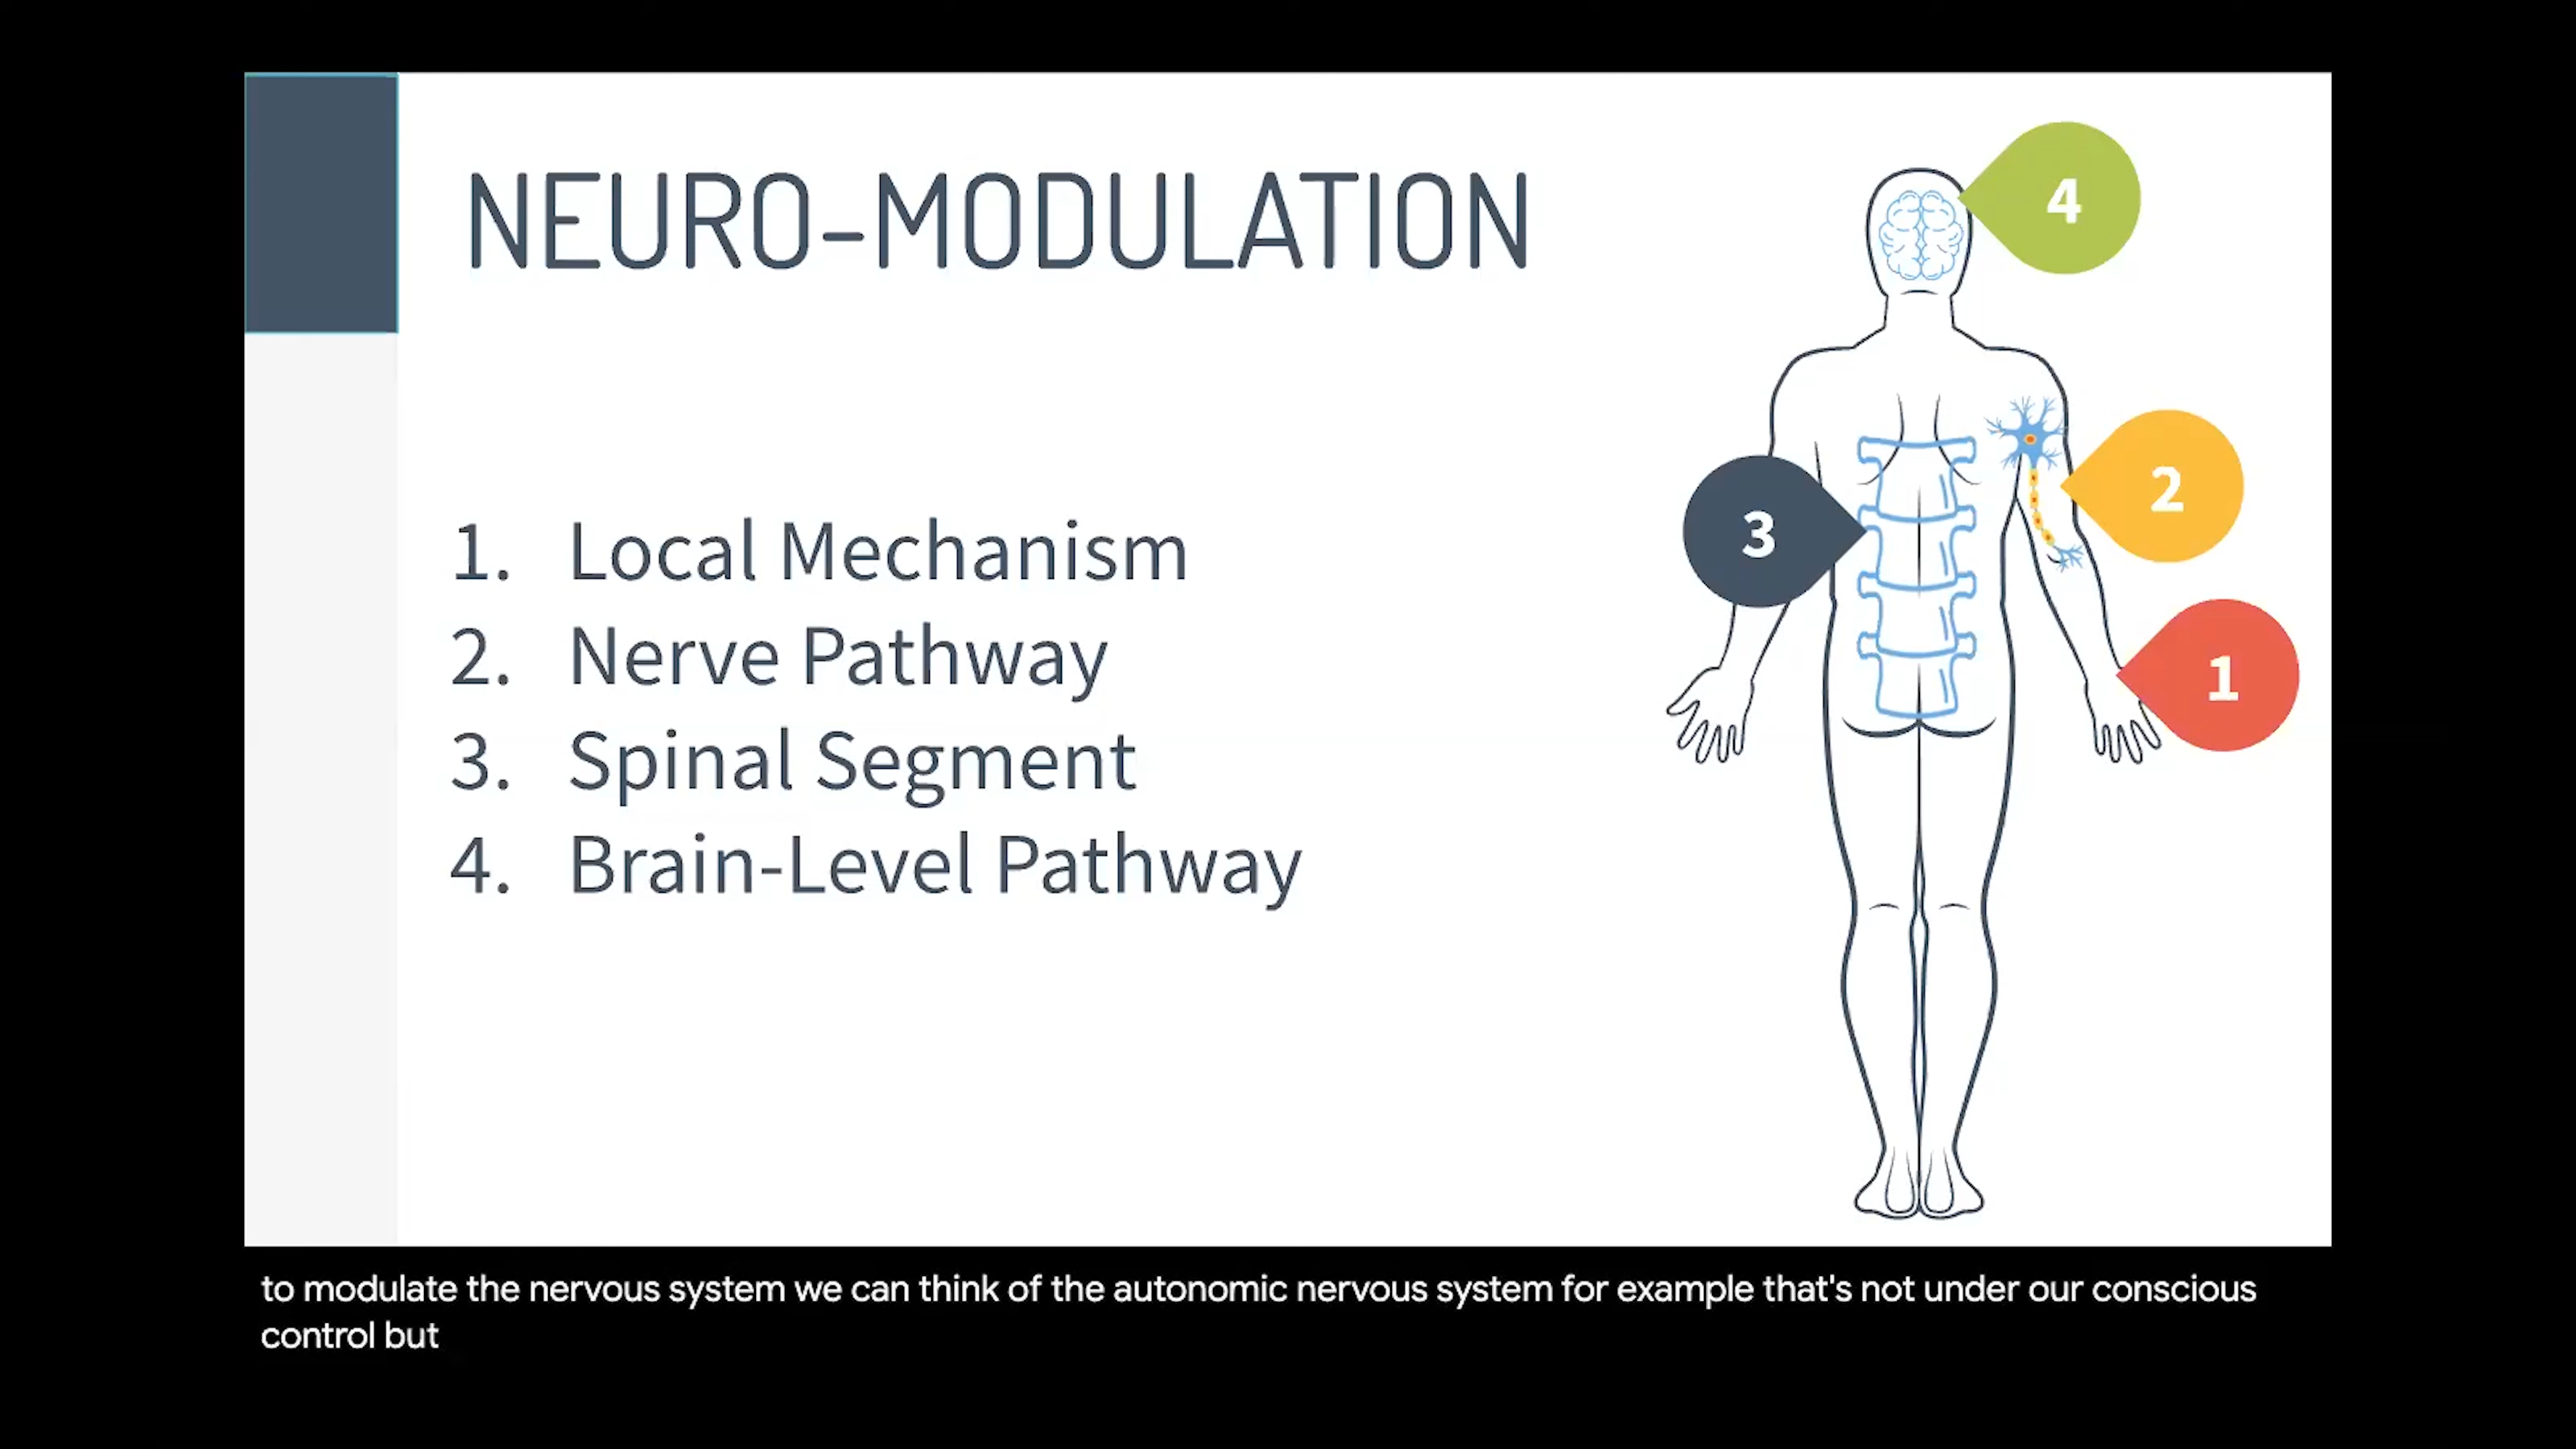 NEURO-MODULATION
1. Local Mechanism
2. Nerve Pathway
3. Spinal Segment
4. Brain-Level Pathway
4
2
3
1
to modulate the nervous system we can think of the autonomic nervous system for example that's not under our conscious
control but